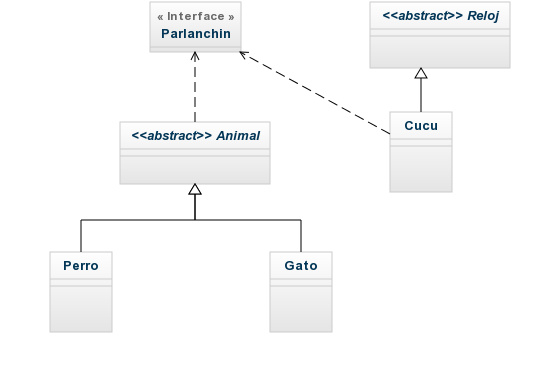 « Interface »
Parlanchin
<<abstract>> Reloj
<<abstract>> Animal
Cucu
Perro
Gato